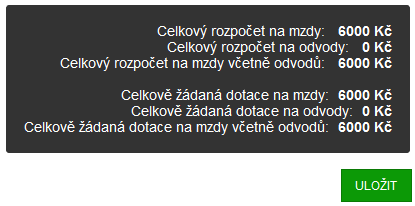 Celkový rozpočet na mzdy: 6000 Kč
Celkový rozpočet na odvody: 0 Kč
Celkový rozpočet na mzdy včetně odvodů: 6000 Kč
Celkově žádaná dotace na mzdy: 6000 Kč
Celkově žádaná dotace na odvody: 0 Kč
Celkově žádaná dotace na mzdy včetně odvodů: 6000 Kč
ULOŽIT